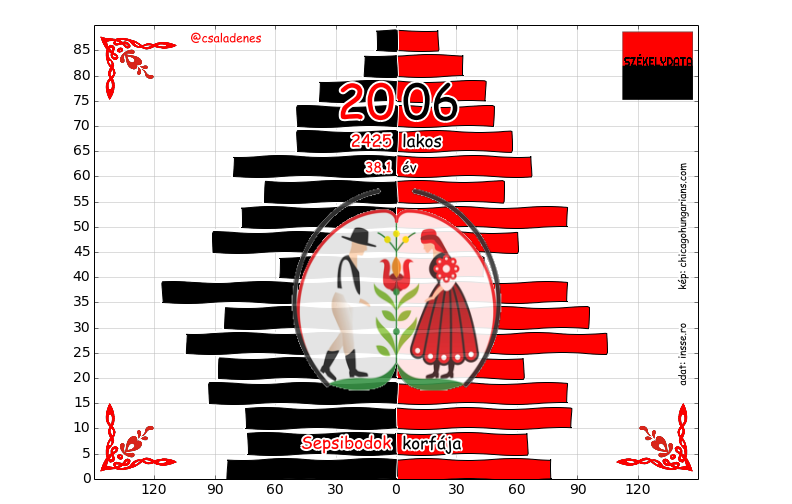 @csaladenes
SZÉKELYDATA
2006
2425 lakos
38.1 év
kép: chicagohungarians.com
adat: insse.ro
Sepsibodok korfája
85
80
75
70
65
60
55
50
45
40
35
30
25
20
15
10
5
0
120 90 60 30 0 30 60 90 120